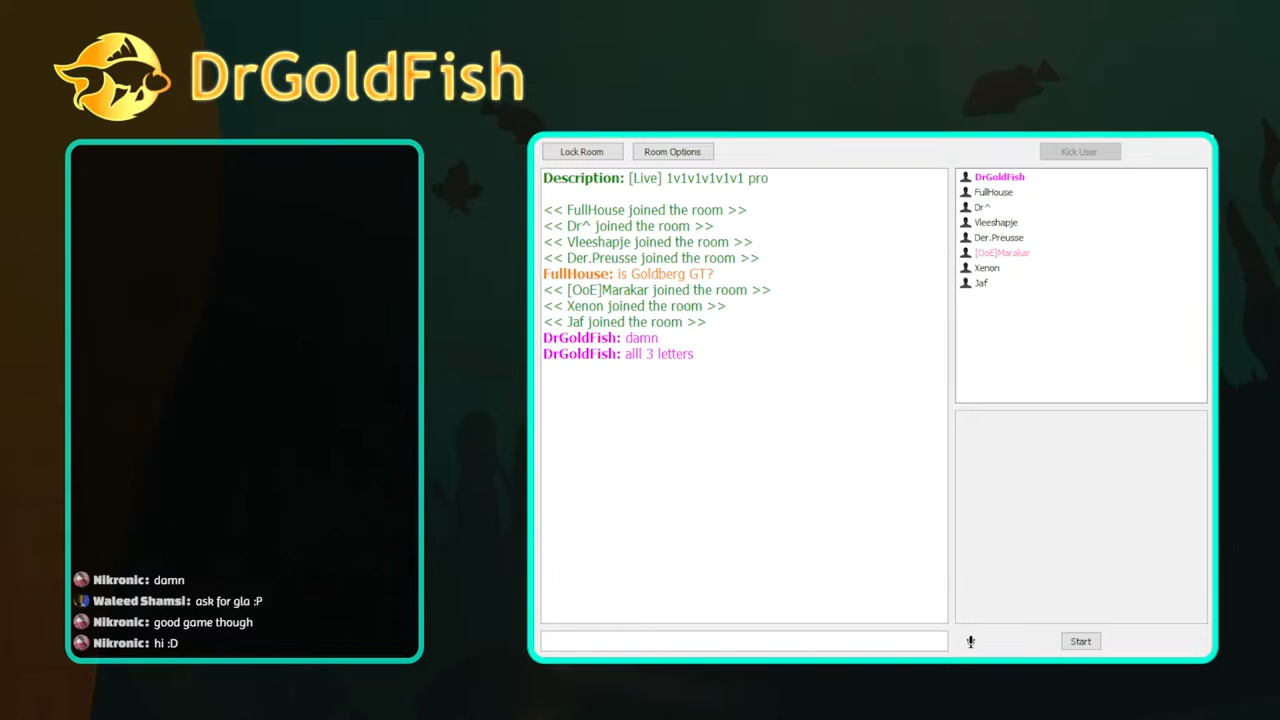 DrGoldFish
Nikronic: damn
Waleed Shamsi: ask for gla :P
Nikronic: good game though
Nikronic: hi :D
Lock Room
Room Options
Kick User
Description: [Live] 1v1v1v1v1v1 pro
<< FullHouse joined the room >>
<< Dr^ joined the room >>
<< Vleeshapje joined the room >>
<< Der.Preusse joined the room >>
FullHouse: is Goldberg GT?
<< [OoE]Marakar joined the room >>
<< Xenon joined the room >>
<< Jaf joined the room >>
DrGoldFish: damn
DrGoldFish: alll 3 letters
DrGoldFish
FullHouse
Dr^
Vleeshapje
Der.Preusse
[OoE]Marakar
Xenon
Jaf
Start